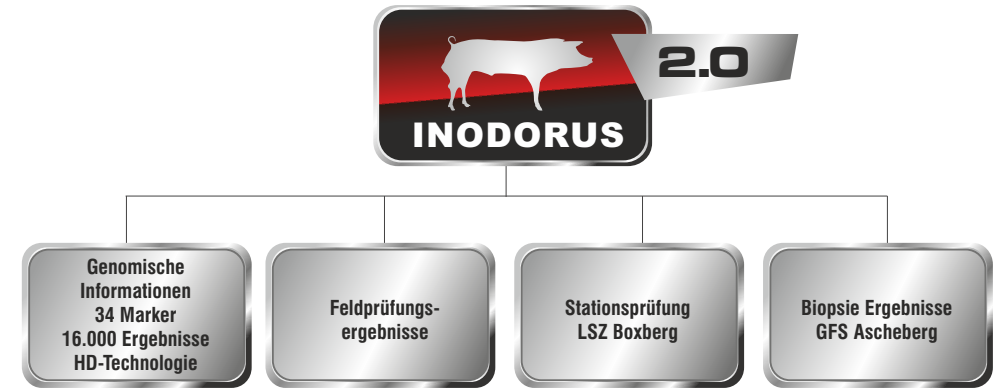 2.0
INODORUS
Genomische
Informationen
34 Marker
16.000 Ergebnisse
HD-Technologie
Feldprüfungs-
ergebnisse
Stationsprüfung
LSZ Boxberg
Biopsie Ergebnisse
GFS Ascheberg